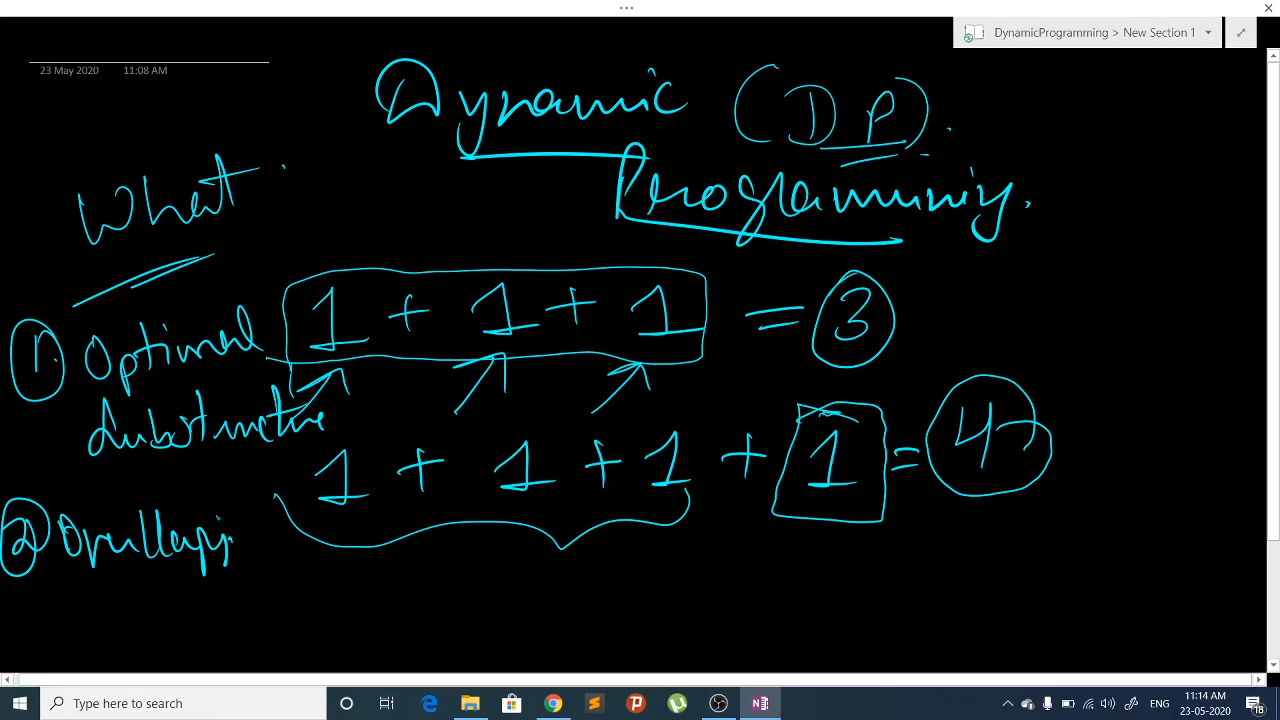 DynamicProgramming > New Section 1
23 May 2020 11:08 AM
Dynamic (DP).
Programming.
What.
1 + 1 + 1 = 3
1. Optimal
Substructure
1 + 1 + 1 + 1 = 4
2
Type here to search
ENG
11:14 AM
23-05-2020
18